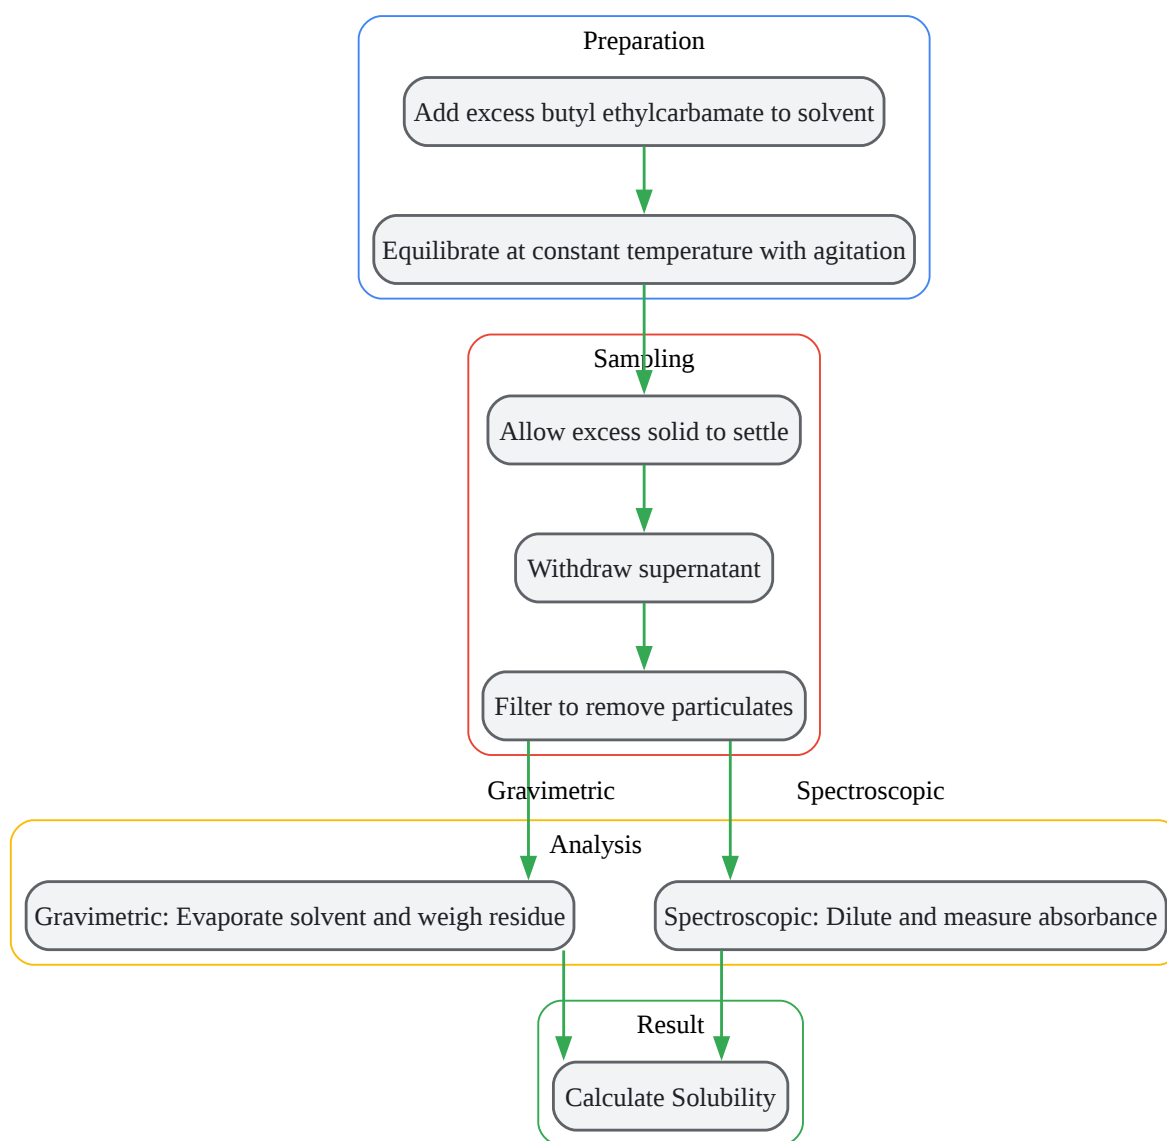 Preparation
Add excess butyl ethylcarbamate to solvent
Equilibrate at constant temperature with agitation
Sampling
Allow excess solid to settle
Withdraw supernatant
Filter to remove particulates
Gravimetric
Spectroscopic
Analysis
Gravimetric: Evaporate solvent and weigh residue
Spectroscopic: Dilute and measure absorbance
Result
Calculate Solubility